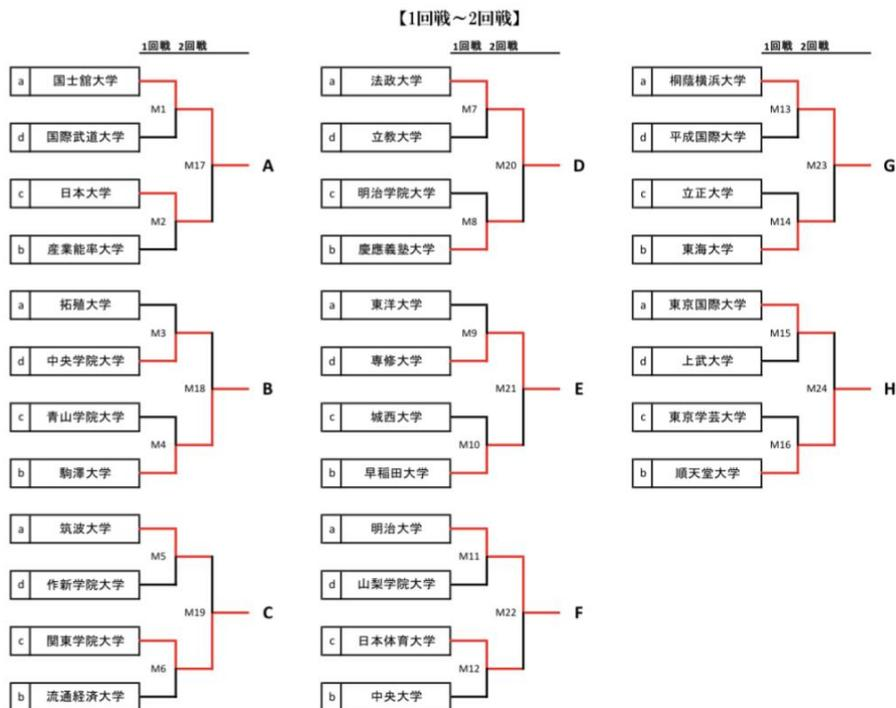 【1回戦～2回戦】
1回戦 2回戦
a 国士舘大学
M1
d 国際武道大学
M17 A
c 日本大学
M2
b 産業能率大学
a 拓殖大学
M3
d 中央学院大学
M18 B
c 青山学院大学
M4
b 駒澤大学
a 筑波大学
M5
d 作新学院大学
M19 C
c 関東学院大学
M6
b 流通経済大学
1回戦 2回戦
a 法政大学
M7
d 立教大学
M20 D
c 明治学院大学
M8
b 慶應義塾大学
a 東洋大学
M9
d 専修大学
M21 E
c 城西大学
M10
b 早稲田大学
a 明治大学
M11
d 山梨学院大学
M22 F
c 日本体育大学
M12
b 中央大学
1回戦 2回戦
a 桐蔭横浜大学
M13
d 平成国際大学
M23 G
c 立正大学
M14
b 東海大学
a 東京国際大学
M15
d 上武大学
M24 H
c 東京学芸大学
M16
b 順天堂大学